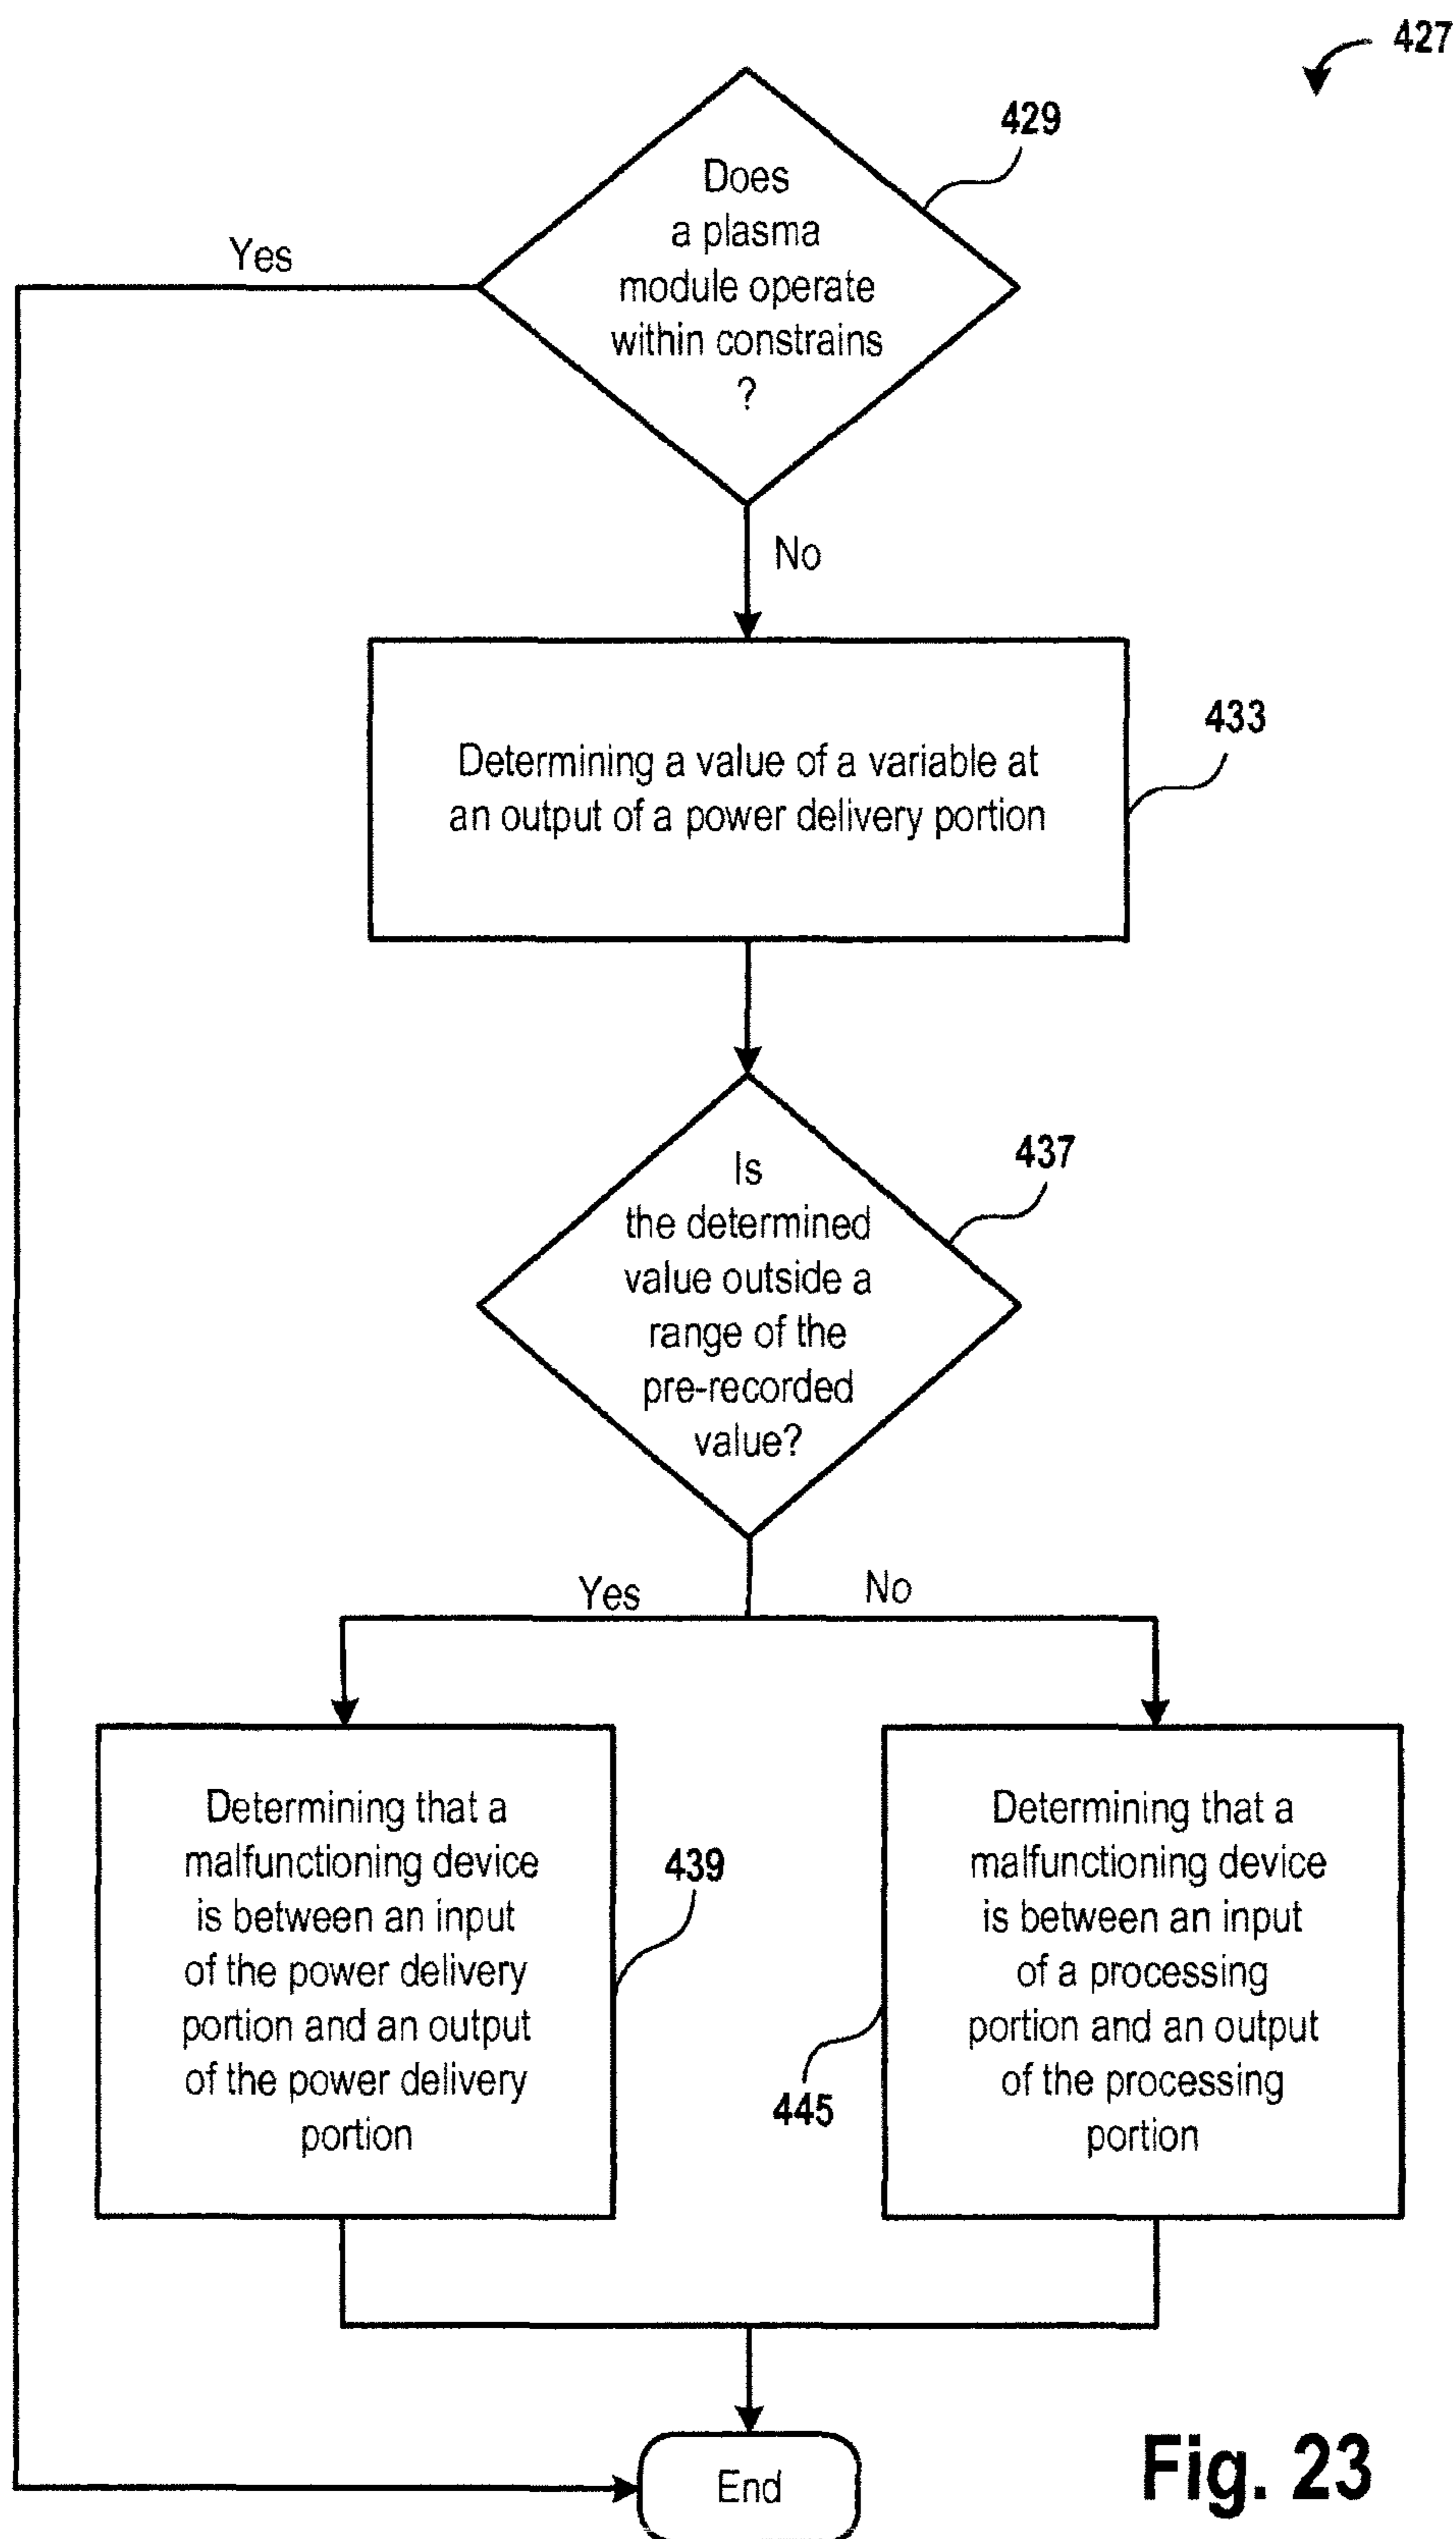 427
429
Does
a plasma
module operate
within constrains
?
Yes
No
433
Determining a value of a variable at
an output of a power delivery portion
437
Is
the determined
value outside a
range of the
pre-recorded
value?
Yes
No
Determining that a
malfunctioning device
is between an input
of the power delivery
portion and an output
of the power delivery
portion
439
Determining that a
malfunctioning device
is between an input
of a processing
portion and an output
of the processing
portion
445
End
Fig. 23